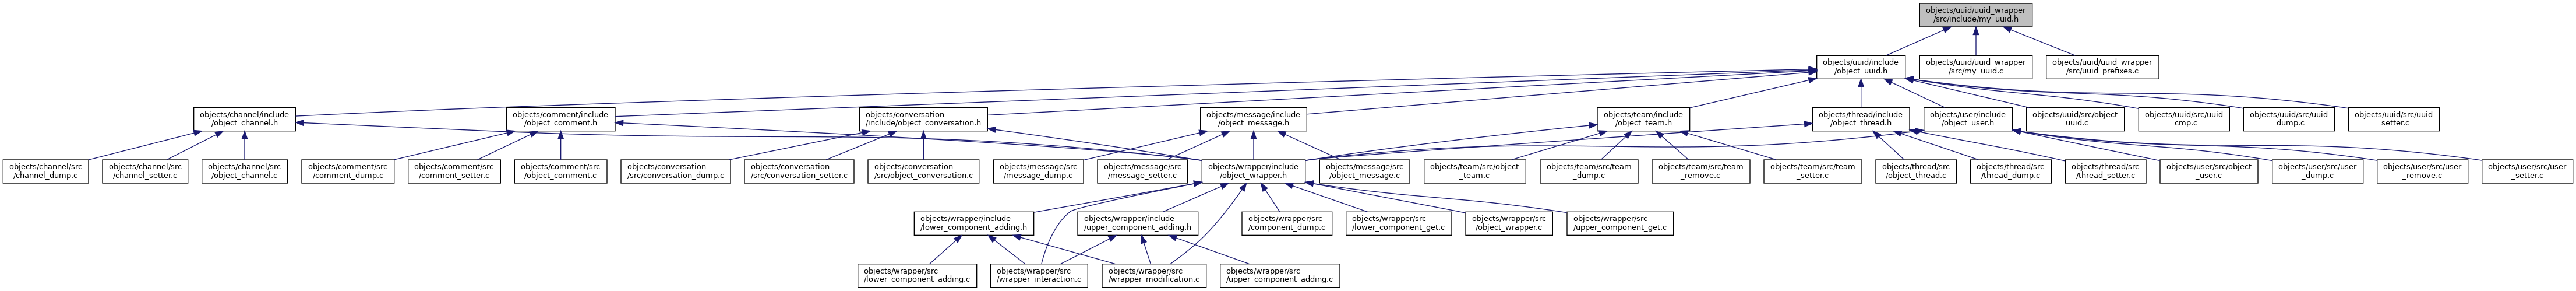 objects/uuid/uuid_wrapper
/src/include/my_uuid.h
objects/uuid/include
/object_uuid.h
objects/uuid/uuid_wrapper
/src/my_uuid.c
objects/uuid/uuid_wrapper
/src/uuid_prefixes.c
objects/channel/include
/object_channel.h
objects/comment/include
/object_comment.h
objects/conversation
/include/object_conversation.h
objects/message/include
/object_message.h
objects/team/include
/object_team.h
objects/thread/include
/object_thread.h
objects/user/include
/object_user.h
objects/uuid/src/object
_uuid.c
objects/uuid/src/uuid
_cmp.c
objects/uuid/src/uuid
_dump.c
objects/uuid/src/uuid
_setter.c
objects/channel/src
/channel_dump.c
objects/channel/src
/channel_setter.c
objects/channel/src
/object_channel.c
objects/comment/src
/comment_dump.c
objects/comment/src
/comment_setter.c
objects/comment/src
/object_comment.c
objects/conversation
/src/conversation_dump.c
objects/conversation
/src/conversation_setter.c
objects/conversation
/src/object_conversation.c
objects/message/src
/message_dump.c
objects/message/src
/message_setter.c
objects/wrapper/include
/object_wrapper.h
objects/message/src
/object_message.c
objects/team/src/object
_team.c
objects/team/src/team
_dump.c
objects/team/src/team
_remove.c
objects/team/src/team
_setter.c
objects/thread/src
/object_thread.c
objects/thread/src
/thread_dump.c
objects/thread/src
/thread_setter.c
objects/user/src/object
_user.c
objects/user/src/user
_dump.c
objects/user/src/user
_remove.c
objects/user/src/user
_setter.c
objects/wrapper/include
/lower_component_adding.h
objects/wrapper/include
/upper_component_adding.h
objects/wrapper/src
/component_dump.c
objects/wrapper/src
/lower_component_get.c
objects/wrapper/src
/object_wrapper.c
objects/wrapper/src
/upper_component_get.c
objects/wrapper/src
/lower_component_adding.c
objects/wrapper/src
/wrapper_interaction.c
objects/wrapper/src
/wrapper_modification.c
objects/wrapper/src
/upper_component_adding.c